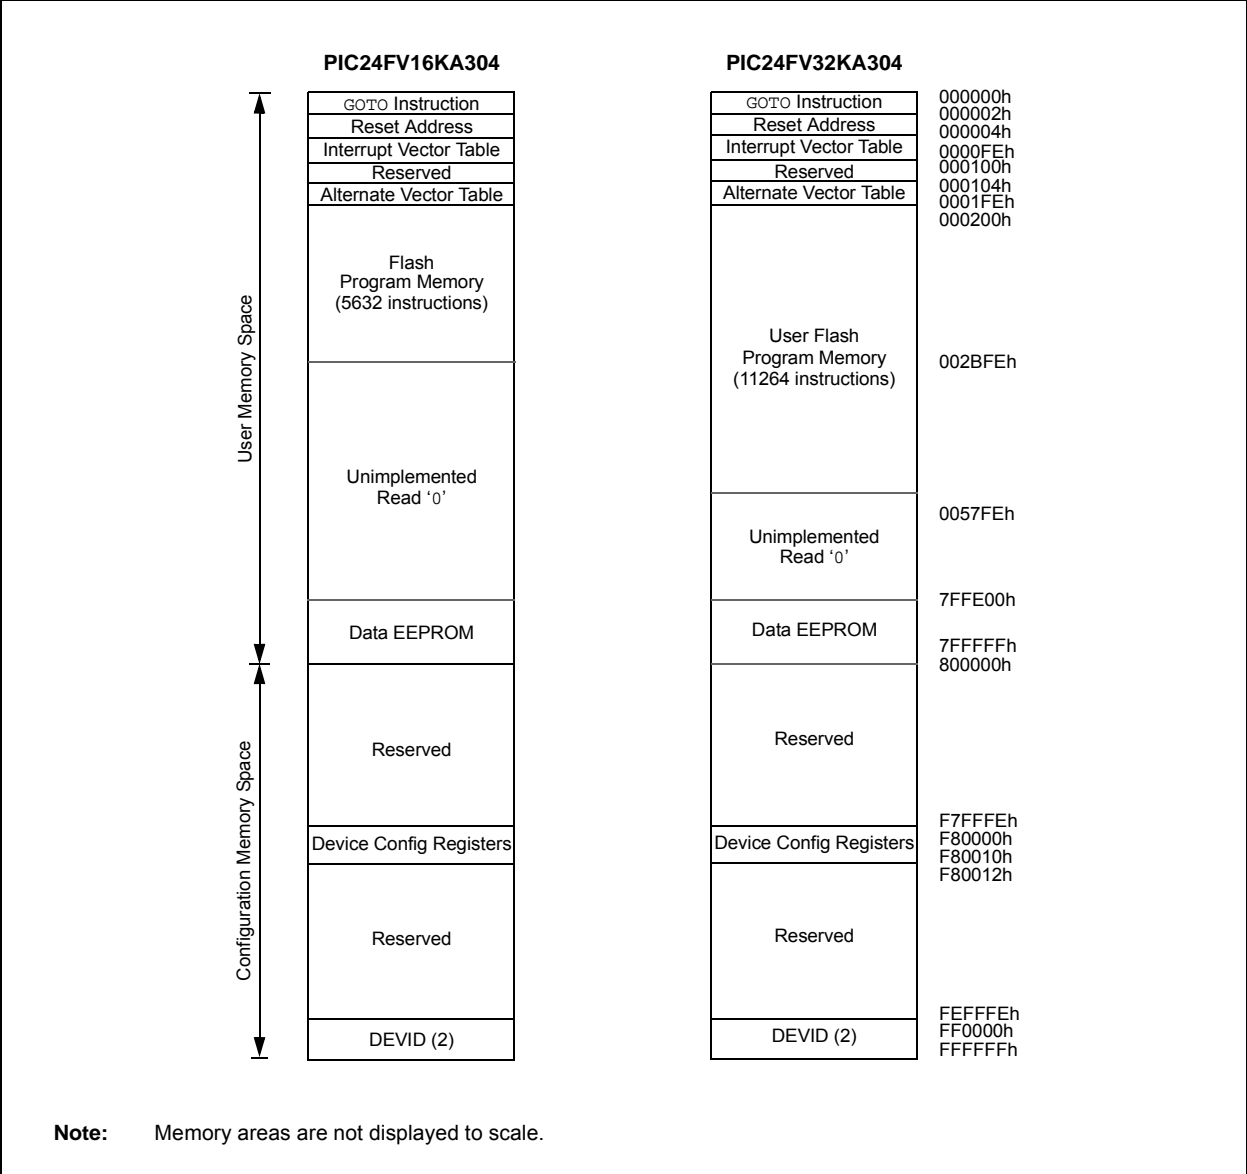 PIC24FV16KA304
GOTO Instruction
Reset Address
Interrupt Vector Table
Reserved
Alternate Vector Table
Flash
Program Memory
(5632 instructions)
Unimplemented
Read ‘0’
Data EEPROM
Reserved
Device Config Registers
Reserved
DEVID (2)
User Memory Space
Configuration Memory Space
PIC24FV32KA304
GOTO Instruction
Reset Address
Interrupt Vector Table
Reserved
Alternate Vector Table
User Flash
Program Memory
(11264 instructions)
Unimplemented
Read ‘0’
Data EEPROM
Reserved
Device Config Registers
Reserved
DEVID (2)
000000h
000002h
000004h
0000FEh
000100h
000104h
0001FEh
000200h
002BFEh
0057FEh
7FFE00h
7FFFFFh
800000h
F7FFFEh
F80000h
F80010h
F80012h
FEFFFEh
FF0000h
FFFFFFh
Note: Memory areas are not displayed to scale.